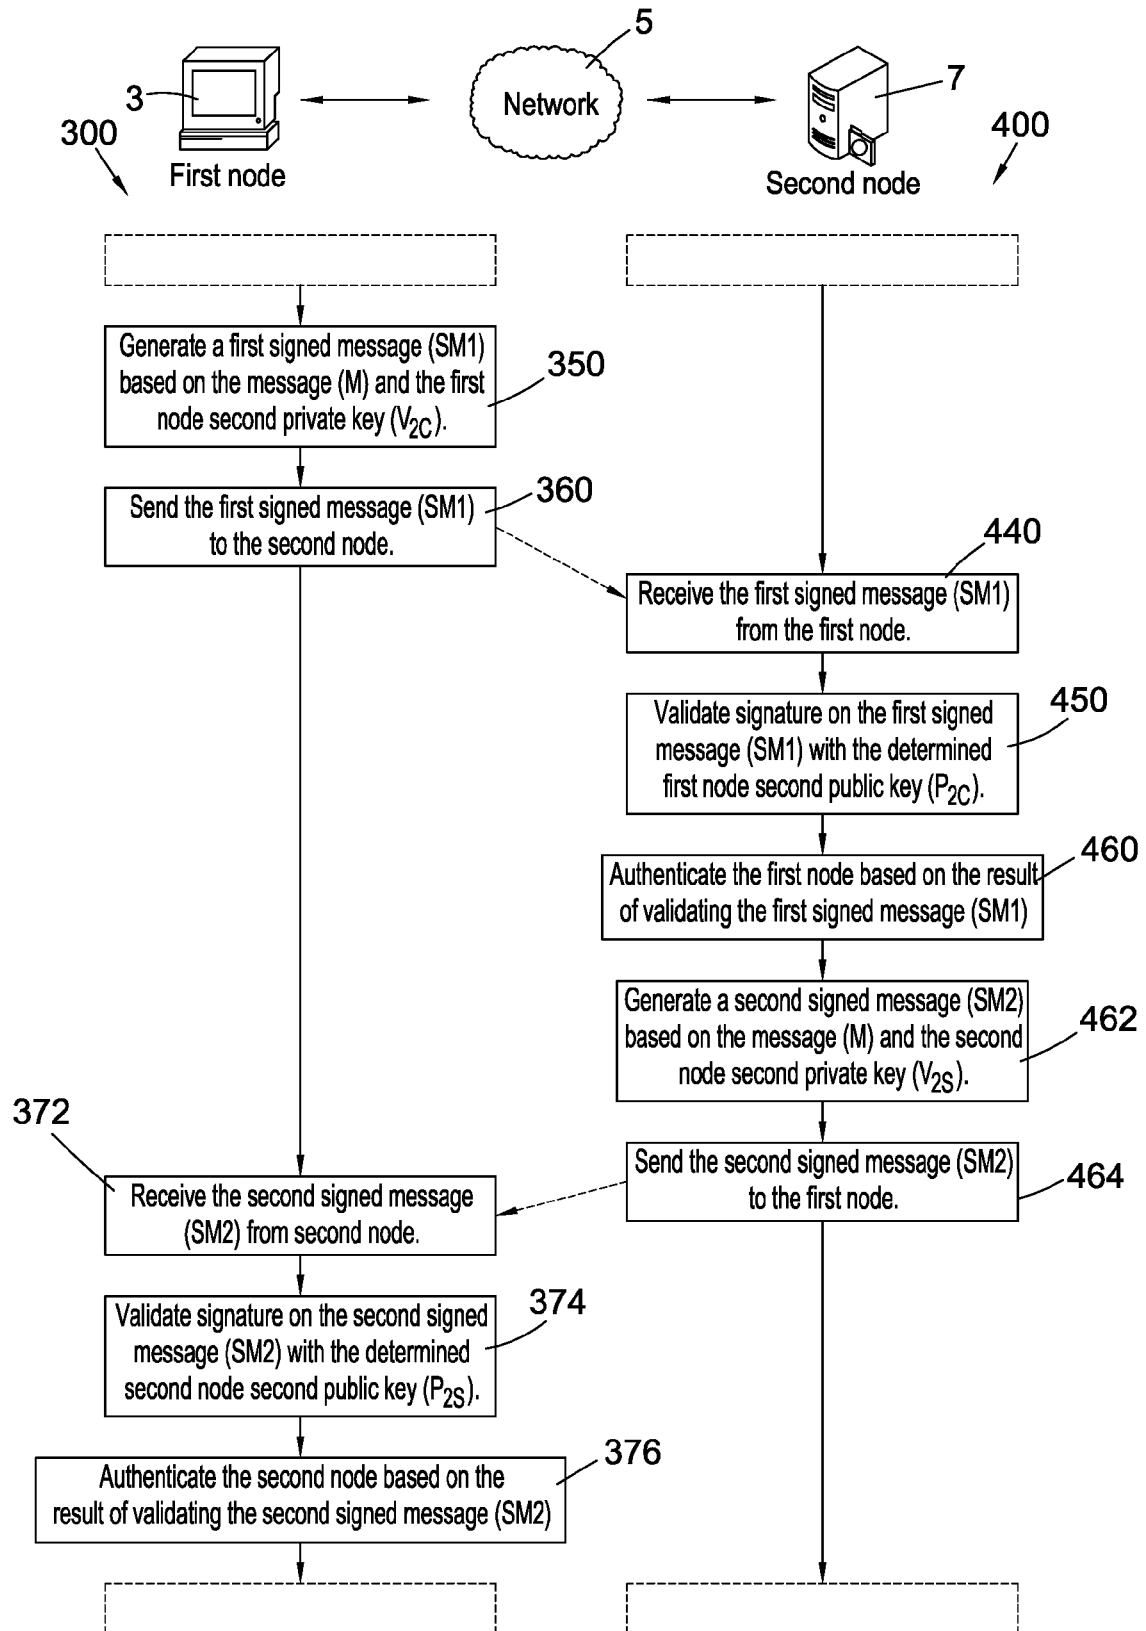 5
3
Network
7
300
First node
Second node
400
Generate a first signed message (SM1)
based on the message (M) and the first
node second private key (V2C).
350
Send the first signed message (SM1)
to the second node.
360
440
Receive the first signed message (SM1)
from the first node.
Validate signature on the first signed
message (SM1) with the determined
first node second public key (P2C).
450
Authenticate the first node based on the result
of validating the first signed message (SM1)
460
Generate a second signed message (SM2)
based on the message (M) and the second
node second private key (V2S).
462
Send the second signed message (SM2)
to the first node.
464
372
Receive the second signed message
(SM2) from second node.
Validate signature on the second signed
message (SM2) with the determined
second node second public key (P2S).
374
Authenticate the second node based on the
result of validating the second signed message (SM2)
376